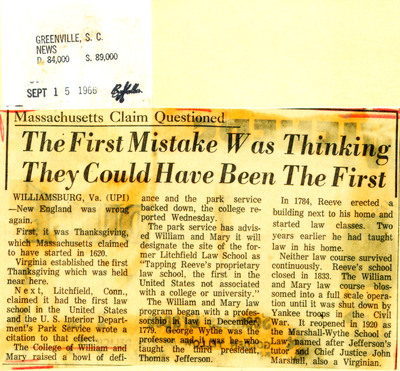 GREENVILLE, S. C.
NEWS
D. 84,000 S. 89,000
SEPT 15 1966
Massachusetts Claim Questioned
The First Mistake Was Thinking
They Could Have Been The First
WILLIAMSBURG, Va. (UPI)
—New England was wrong
again.
First, it was Thanksgiving,
which Massachusetts claimed
to have started in 1620.
Virginia established the first
Thanksgiving which was held
near here.
Next, Litchfield, Conn.,
claimed it had the first law
school in the United States
and the U. S. Interior Depart-
ment's Park Service wrote a
citation to that effect.
The College of William and
Mary raised a howl of defi-
ance and the park service
backed down, the college re-
ported Wednesday.
The park service has advis-
ed William and Mary it will
designate the site of the for-
mer Litchfield Law School as
"Tapping Reeve's proprietary
law school, the first in the
United States not associated
with a college or university."
The William and Mary law
program began with a profes-
sorship in law in December
1779. George Wythe was the
professor and it was he who
taught the third president,
Thomas Jefferson.
In 1784, Reeve erected a
building next to his home and
started law classes. Two
years earlier he had taught
law in his home.
Neither law course survived
continuously. Reeve's school
closed in 1833. The William
and Mary law course blos-
somed into a full scale opera-
tion until it was shut down by
Yankee troops in the Civil
War. It reopened in 1920 as
the Marshall-Wythe School of
Law, named after Jefferson's
tutor and Chief Justice John
Marshall, also a Virginian.